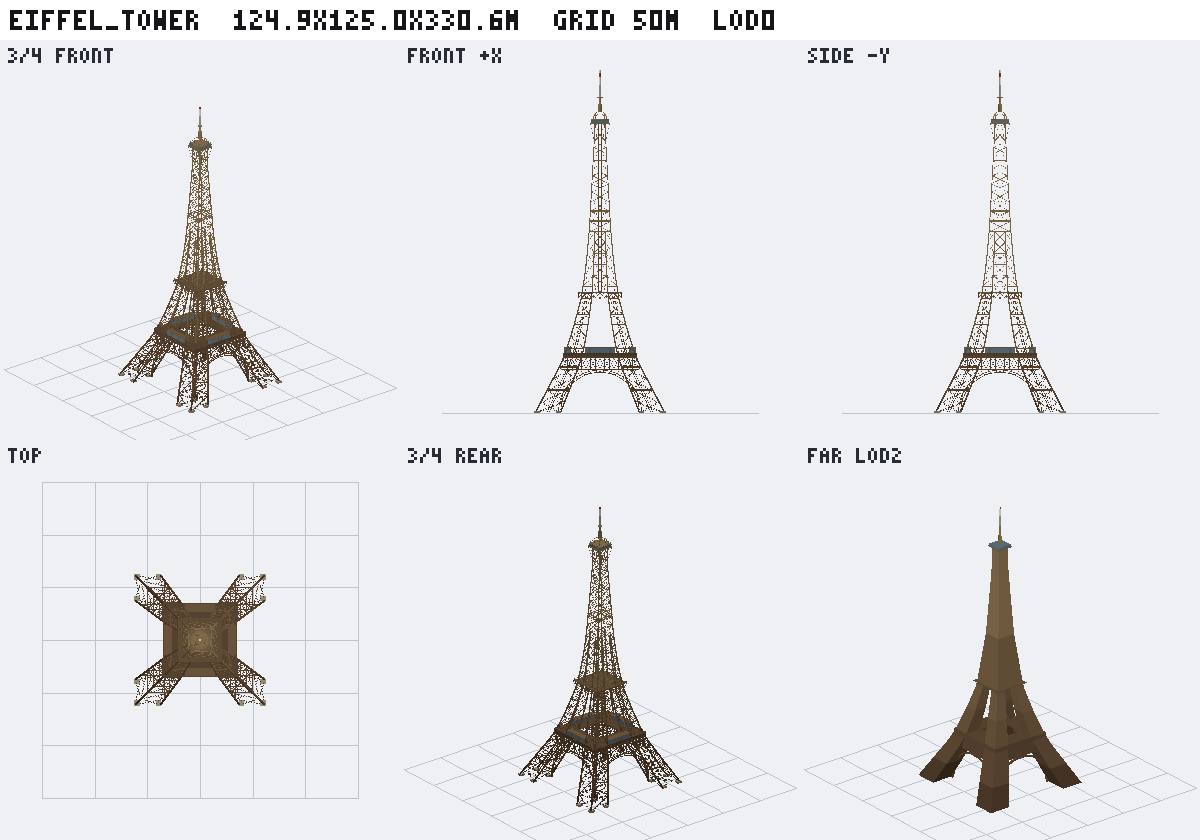 EIFFEL_TOWER 124.9X125.0X330.6M GRID 50M LOD0
3/4 FRONT
FRONT +X
SIDE -Y
TOP
3/4 REAR
FAR LOD2